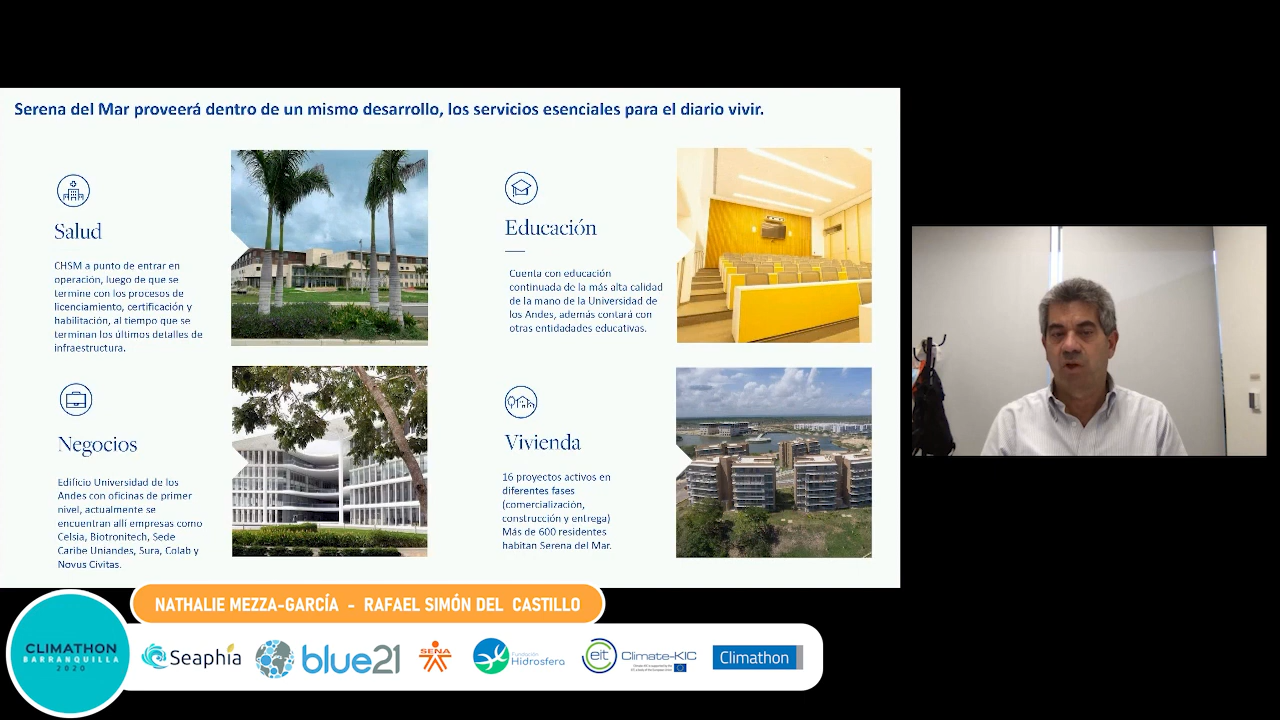 Serena del Mar proveerá dentro de un mismo desarrollo, los servicios esenciales para el diario vivir.
Salud
CHSM a punto de entrar en
operación, luego de que se
termine con los procesos de
licenciamiento, certificación y
habilitación, al tiempo que se
terminan los últimos detalles de
infraestructura.
Educación
Cuenta con educación
continuada de la más alta calidad
de la mano de la Universidad de
los Andes, además contará con
otras entidadades educativas.
Negocios
Edificio Universidad de los
Andes con oficinas de primer
nivel, actualmente se
encuentran allí empresas como
Celsia, Biotronitech, Sede
Caribe Uniandes, Sura, Colab y
Novus Civitas.
Vivienda
16 proyectos activos en
diferentes fases
(comercialización,
construcción y entrega)
Más de 600 residentes
habitan Serena del Mar.
NATHALIE MEZZA-GARCÍA - RAFAEL SIMÓN DEL CASTILLO
CLIMATHON
BARRANQUILLA
2020
Seaphia
blue21
SENA
Fundación
Hidrosfera
eit
Climate-KIC
Climathon